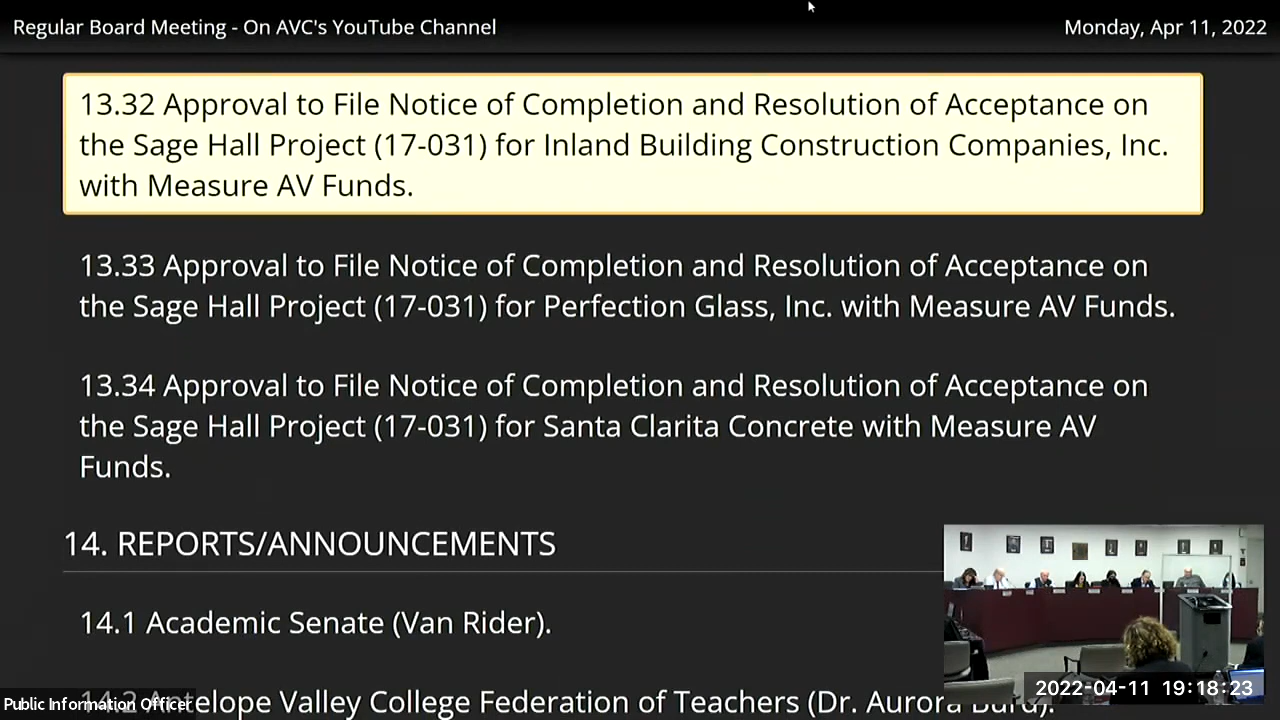 Regular Board Meeting - On AVC's YouTube Channel
Monday, Apr 11, 2022
13.32 Approval to File Notice of Completion and Resolution of Acceptance on
the Sage Hall Project (17-031) for Inland Building Construction Companies, Inc.
with Measure AV Funds.
13.33 Approval to File Notice of Completion and Resolution of Acceptance on
the Sage Hall Project (17-031) for Perfection Glass, Inc. with Measure AV Funds.
13.34 Approval to File Notice of Completion and Resolution of Acceptance on
the Sage Hall Project (17-031) for Santa Clarita Concrete with Measure AV
Funds.
14. REPORTS/ANNOUNCEMENTS
14.1 Academic Senate (Van Rider).
14.2 Antelope Valley College Federation of Teachers (Dr. Aurora Burd).
Public Information Officer
2022-04-11 19:18:23